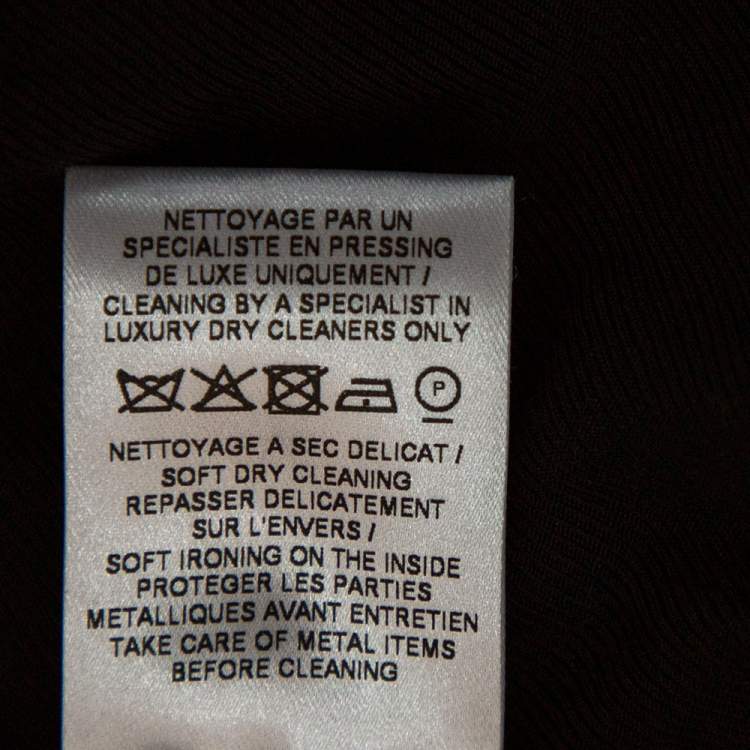 NETTOYAGE PAR UN
SPECIALISTE EN PRESSING
DE LUXE UNIQUEMENT /
CLEANING BY A SPECIALIST IN
LUXURY DRY CLEANERS ONLY
P
NETTOYAGE A SEC DELICAT /
SOFT DRY CLEANING
REPASSER DELICATEMENT
SUR L'ENVERS /
SOFT IRONING ON THE INSIDE
PROTEGER LES PARTIES
METALLIQUES AVANT ENTRETIEN
TAKE CARE OF METAL ITEMS
BEFORE CLEANING